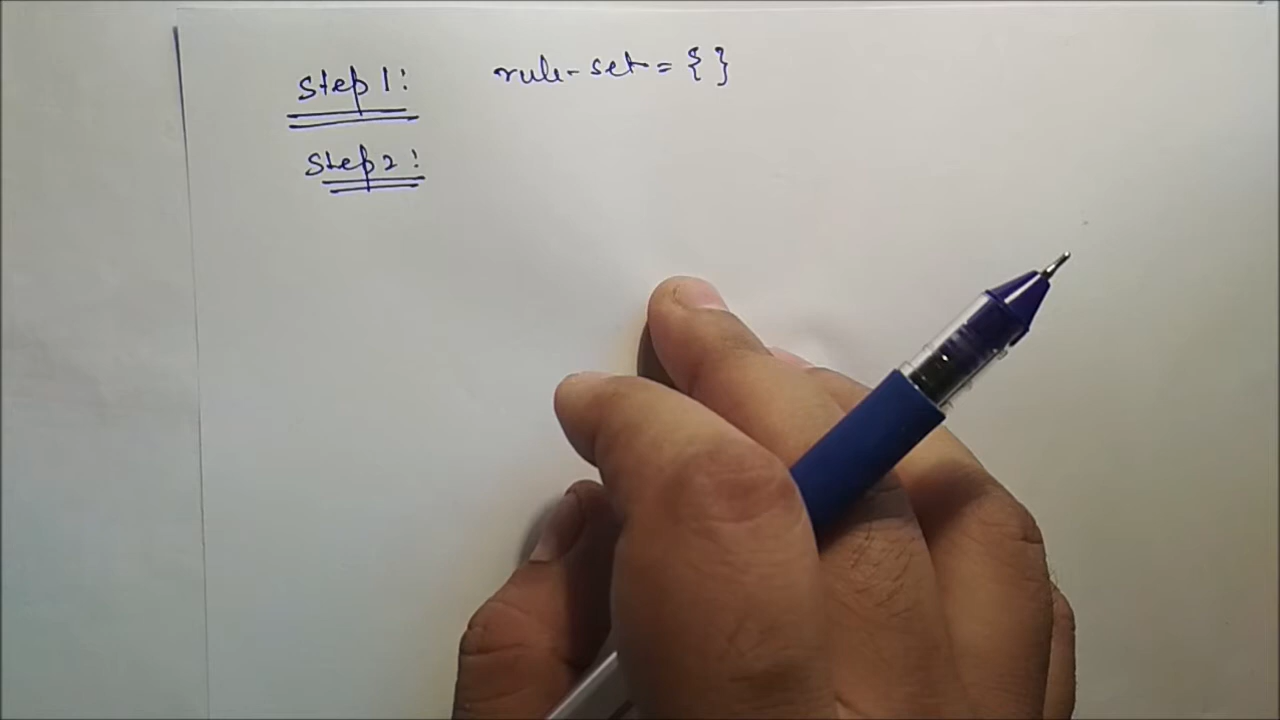 Step 1: rule-set = { }
Step 2: